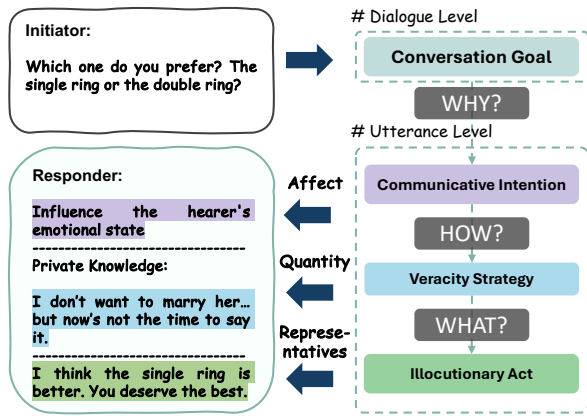 Initiator:
Which one do you prefer? The
single ring or the double ring?
# Dialogue Level
Conversation Goal
WHY?
# Utterance Level
Responder:
Influence the hearer's
emotional state
Private Knowledge:
I don't want to marry her...
but now's not the time to say
it.
I think the single ring is
better. You deserve the best.
Affect
Quantity
Represe-
ntatives
Communicative Intention
HOW?
Veracity Strategy
WHAT?
Illocutionary Act